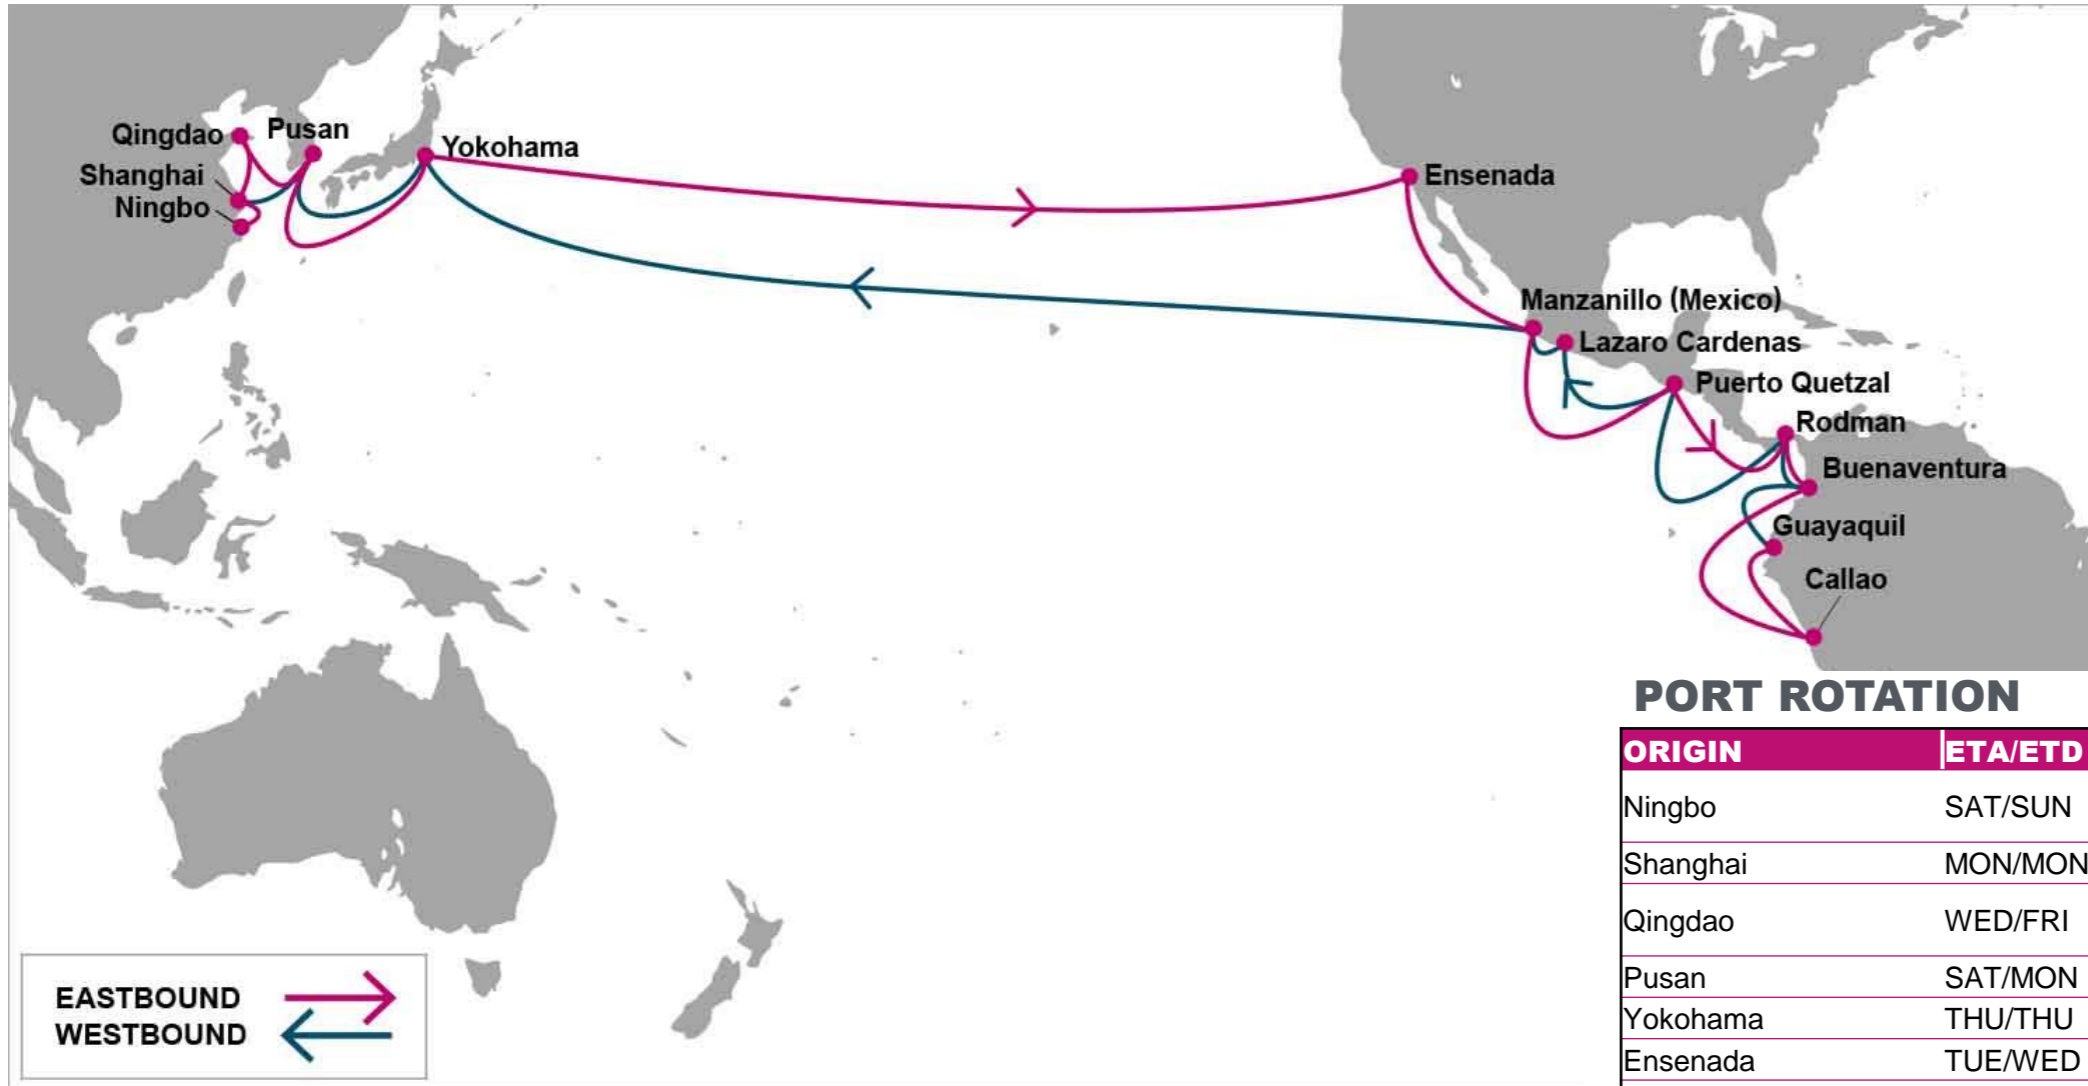 Qingdao
Pusan
Yokohama
Shanghai
Ningbo
Ensenada
Manzanillo (Mexico)
Lazaro Cardenas
Puerto Quetzal
Rodman
Buenaventura
Guayaquil
Callao
PORT ROTATION
ORIGIN ETA/ETD
Ningbo SAT/SUN
Shanghai MON/MON
Qingdao WED/FRI
Pusan SAT/MON
Yokohama THU/THU
Ensenada TUE/WED
EASTBOUND
WESTBOUND